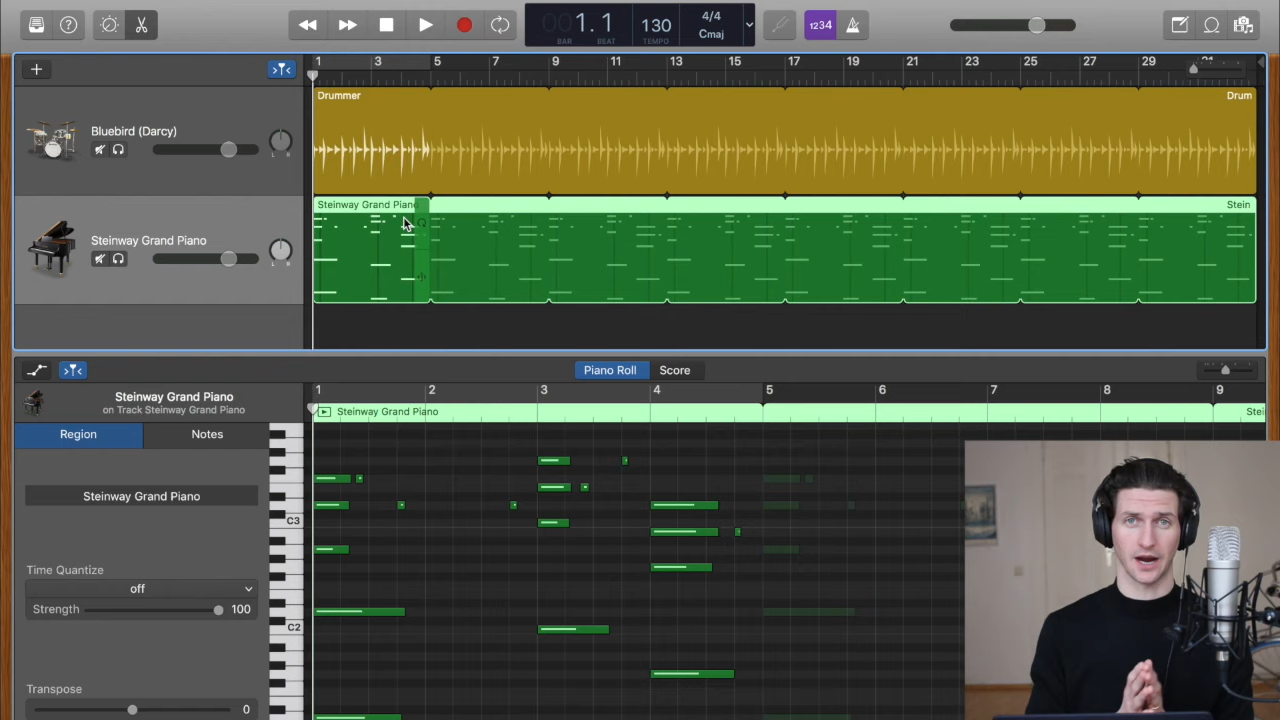 1.1
BAR
BEAT
130
TEMPO
4/4
Cmaj
1234
1
3
5
7
9
11
13
15
17
19
21
23
25
27
29
Drummer
Drum
Bluebird (Darcy)
L R
Steinway Grand Piano
Stein
Steinway Grand Piano
L R
Piano Roll
Score
Steinway Grand Piano
on Track Steinway Grand Piano
1
2
3
4
5
6
7
8
9
Steinway Grand Piano
Region
Notes
Steinway Grand Piano
C3
Time Quantize
off
Strength
100
C2
Transpose
0